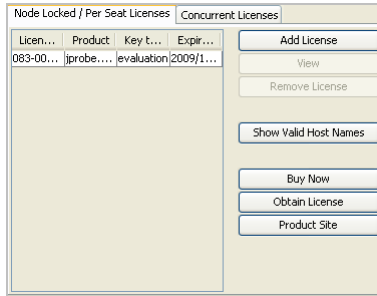 Node Locked / Per Seat Licenses Concurrent Licenses
Licen... Product Key t... Expir...
083-00... jprobe.... evaluation 2009/1...
Add License
View
Remove License
Show Valid Host Names
Buy Now
Obtain License
Product Site